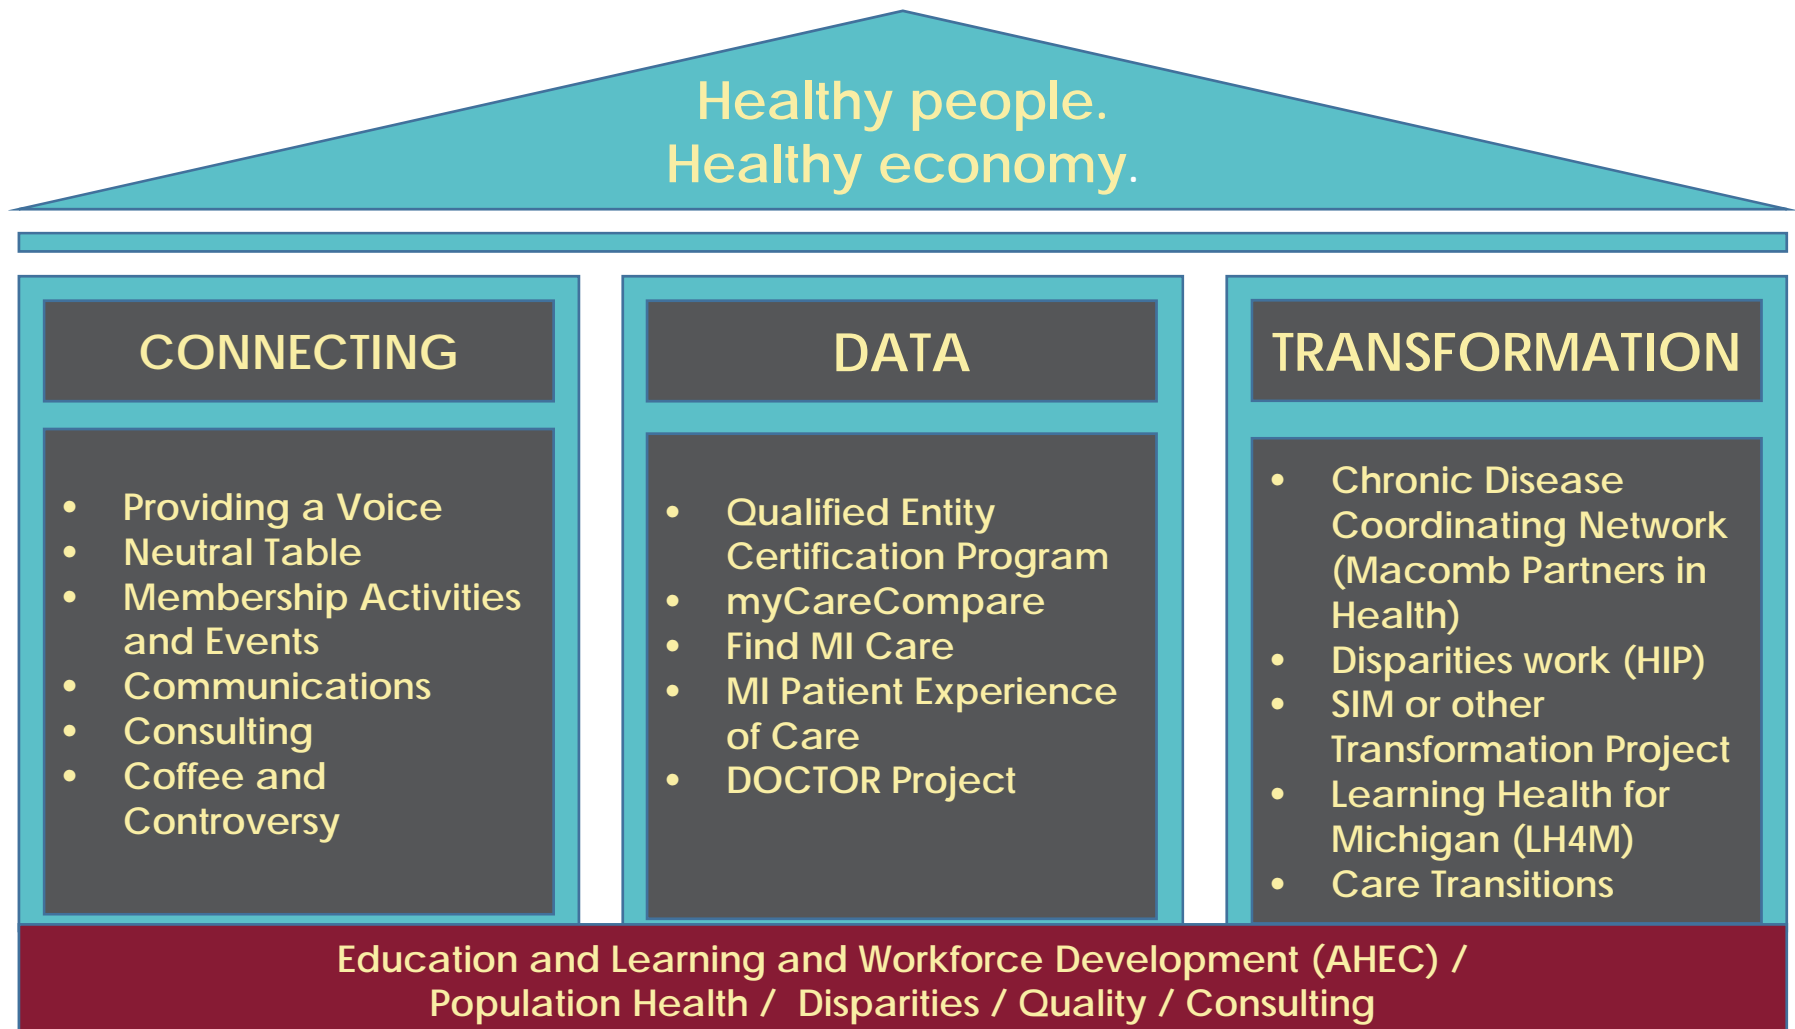 Healthy people.
Healthy economy.
CONNECTING
• Providing a Voice
• Neutral Table
• Membership Activities
and Events
• Communications
• Consulting
• Coffee and
Controversy
DATA
• Qualified Entity
Certification Program
• myCareCompare
• Find MI Care
• MI Patient Experience
of Care
• DOCTOR Project
TRANSFORMATION
• Chronic Disease
Coordinating Network
(Macomb Partners in
Health)
• Disparities work (HIP)
• SIM or other
Transformation Project
• Learning Health for
Michigan (LH4M)
• Care Transitions
Education and Learning and Workforce Development (AHEC) /
Population Health / Disparities / Quality / Consulting